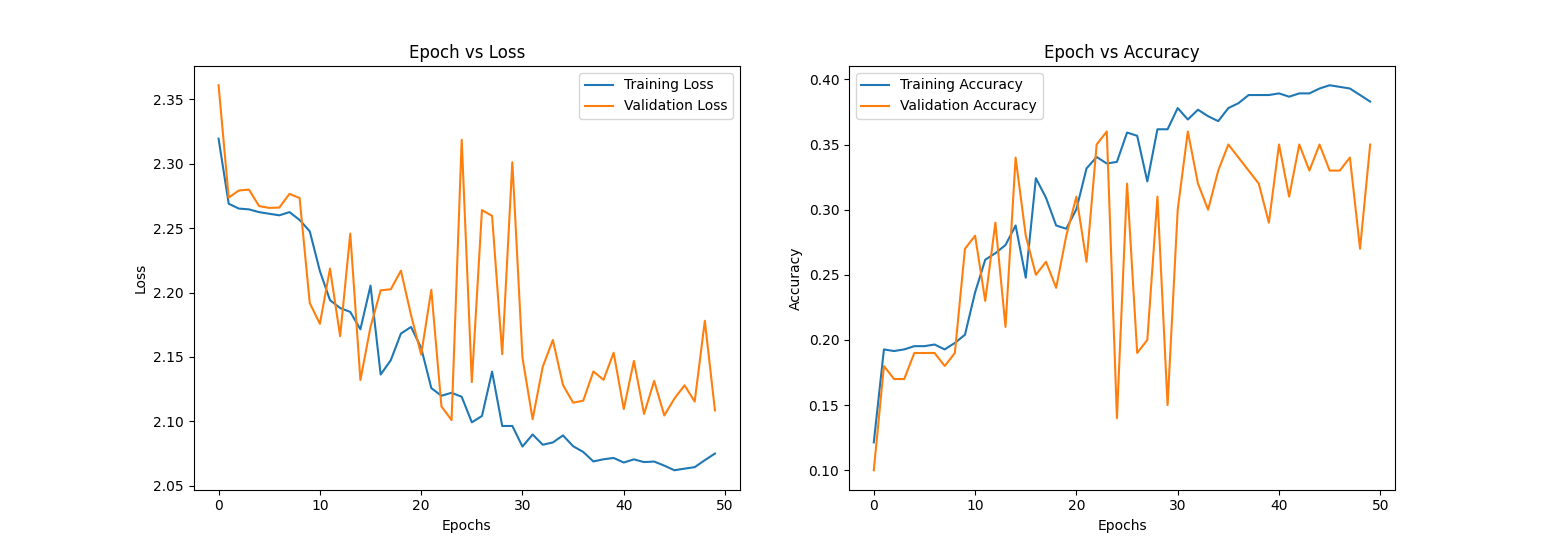 Epoch vs Loss
Training Loss
Validation Loss
2.35
2.30
2.25
2.20
2.15
2.10
2.05
Loss
0 10 20 30 40 50
Epochs
Epoch vs Accuracy
Training Accuracy
Validation Accuracy
0.40
0.35
0.30
0.25
0.20
0.15
0.10
Accuracy
0 10 20 30 40 50
Epochs